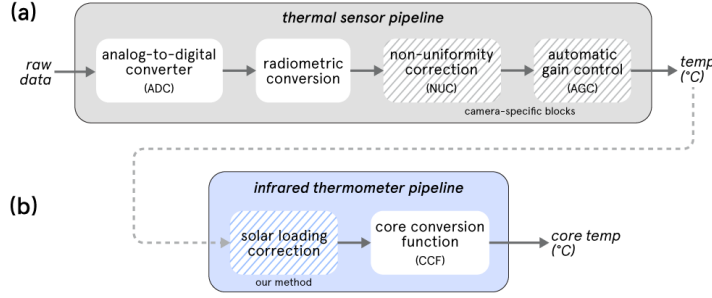 (a)
thermal sensor pipeline
raw
data
analog-to-digital
converter
(ADC)
radiometric
conversion
non-uniformity
correction
(NUC)
automatic
gain control
(AGC)
camera-specific blocks
temp
(°C)
(b)
infrared thermometer pipeline
solar loading
correction
our method
core conversion
function
(CCF)
core temp
(°C)